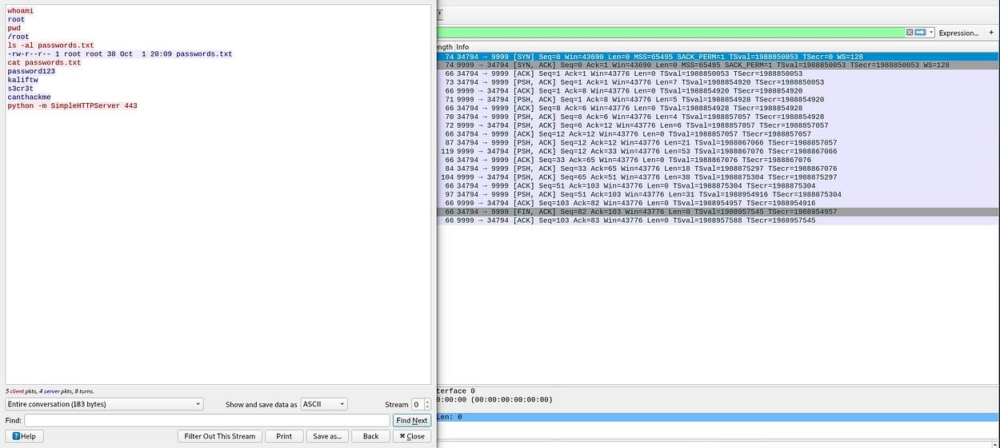 whoami
root
pwd
/root
ls -al passwords.txt
-rw-r--r-- 1 root root 38 Oct  1 20:09 passwords.txt
cat passwords.txt
password123
kaliftw
s3cr3t
canthackme
python -m SimpleHTTPServer 443
5 client pkts, 4 server pkts, 8 turns.
Entire conversation (183 bytes)
Show and save data as ASCII
Stream 0
Find:
Find Next
Help
Filter Out This Stream
Print
Save as...
Back
Close
Expression... +
ength Info
74 34794 → 9999 [SYN] Seq=0 Win=43690 Len=0 MSS=65495 SACK_PERM=1 TSval=1988850053 TSecr=0 WS=128
74 9999 → 34794 [SYN, ACK] Seq=0 Ack=1 Win=43690 Len=0 MSS=65495 SACK_PERM=1 TSval=1988850053 TSecr=1988850053 WS=128
66 34794 → 9999 [ACK] Seq=1 Ack=1 Win=43776 Len=0 TSval=1988850053 TSecr=1988850053
73 34794 → 9999 [PSH, ACK] Seq=1 Ack=1 Win=43776 Len=7 TSval=1988854920 TSecr=1988850053
66 9999 → 34794 [ACK] Seq=1 Ack=8 Win=43776 Len=0 TSval=1988854920 TSecr=1988854920
71 9999 → 34794 [PSH, ACK] Seq=1 Ack=8 Win=43776 Len=5 TSval=1988854928 TSecr=1988854920
66 34794 → 9999 [ACK] Seq=8 Ack=6 Win=43776 Len=0 TSval=1988854928 TSecr=1988854928
70 34794 → 9999 [PSH, ACK] Seq=8 Ack=6 Win=43776 Len=4 TSval=1988857057 TSecr=1988854928
72 9999 → 34794 [PSH, ACK] Seq=6 Ack=12 Win=43776 Len=6 TSval=1988857057 TSecr=1988857057
66 34794 → 9999 [ACK] Seq=12 Ack=12 Win=43776 Len=0 TSval=1988857057 TSecr=1988857057
87 34794 → 9999 [PSH, ACK] Seq=12 Ack=12 Win=43776 Len=21 TSval=1988867066 TSecr=1988857057
119 9999 → 34794 [PSH, ACK] Seq=12 Ack=33 Win=43776 Len=53 TSval=1988867076 TSecr=1988867066
66 34794 → 9999 [ACK] Seq=33 Ack=65 Win=43776 Len=0 TSval=1988867076 TSecr=1988867076
84 34794 → 9999 [PSH, ACK] Seq=33 Ack=65 Win=43776 Len=18 TSval=1988875297 TSecr=1988867076
104 9999 → 34794 [PSH, ACK] Seq=65 Ack=51 Win=43776 Len=38 TSval=1988875304 TSecr=1988875297
66 34794 → 9999 [ACK] Seq=51 Ack=103 Win=43776 Len=0 TSval=1988875304 TSecr=1988875304
97 34794 → 9999 [PSH, ACK] Seq=51 Ack=103 Win=43776 Len=31 TSval=1988954916 TSecr=1988875304
66 9999 → 34794 [ACK] Seq=103 Ack=82 Win=43776 Len=0 TSval=1988954957 TSecr=1988954916
66 34794 → 9999 [FIN, ACK] Seq=82 Ack=103 Win=43776 Len=0 TSval=1988957545 TSecr=1988954957
66 9999 → 34794 [ACK] Seq=103 Ack=83 Win=43776 Len=0 TSval=1988957588 TSecr=1988957545
terface 0
0:00:00 (00:00:00:00:00:00)
Len: 0